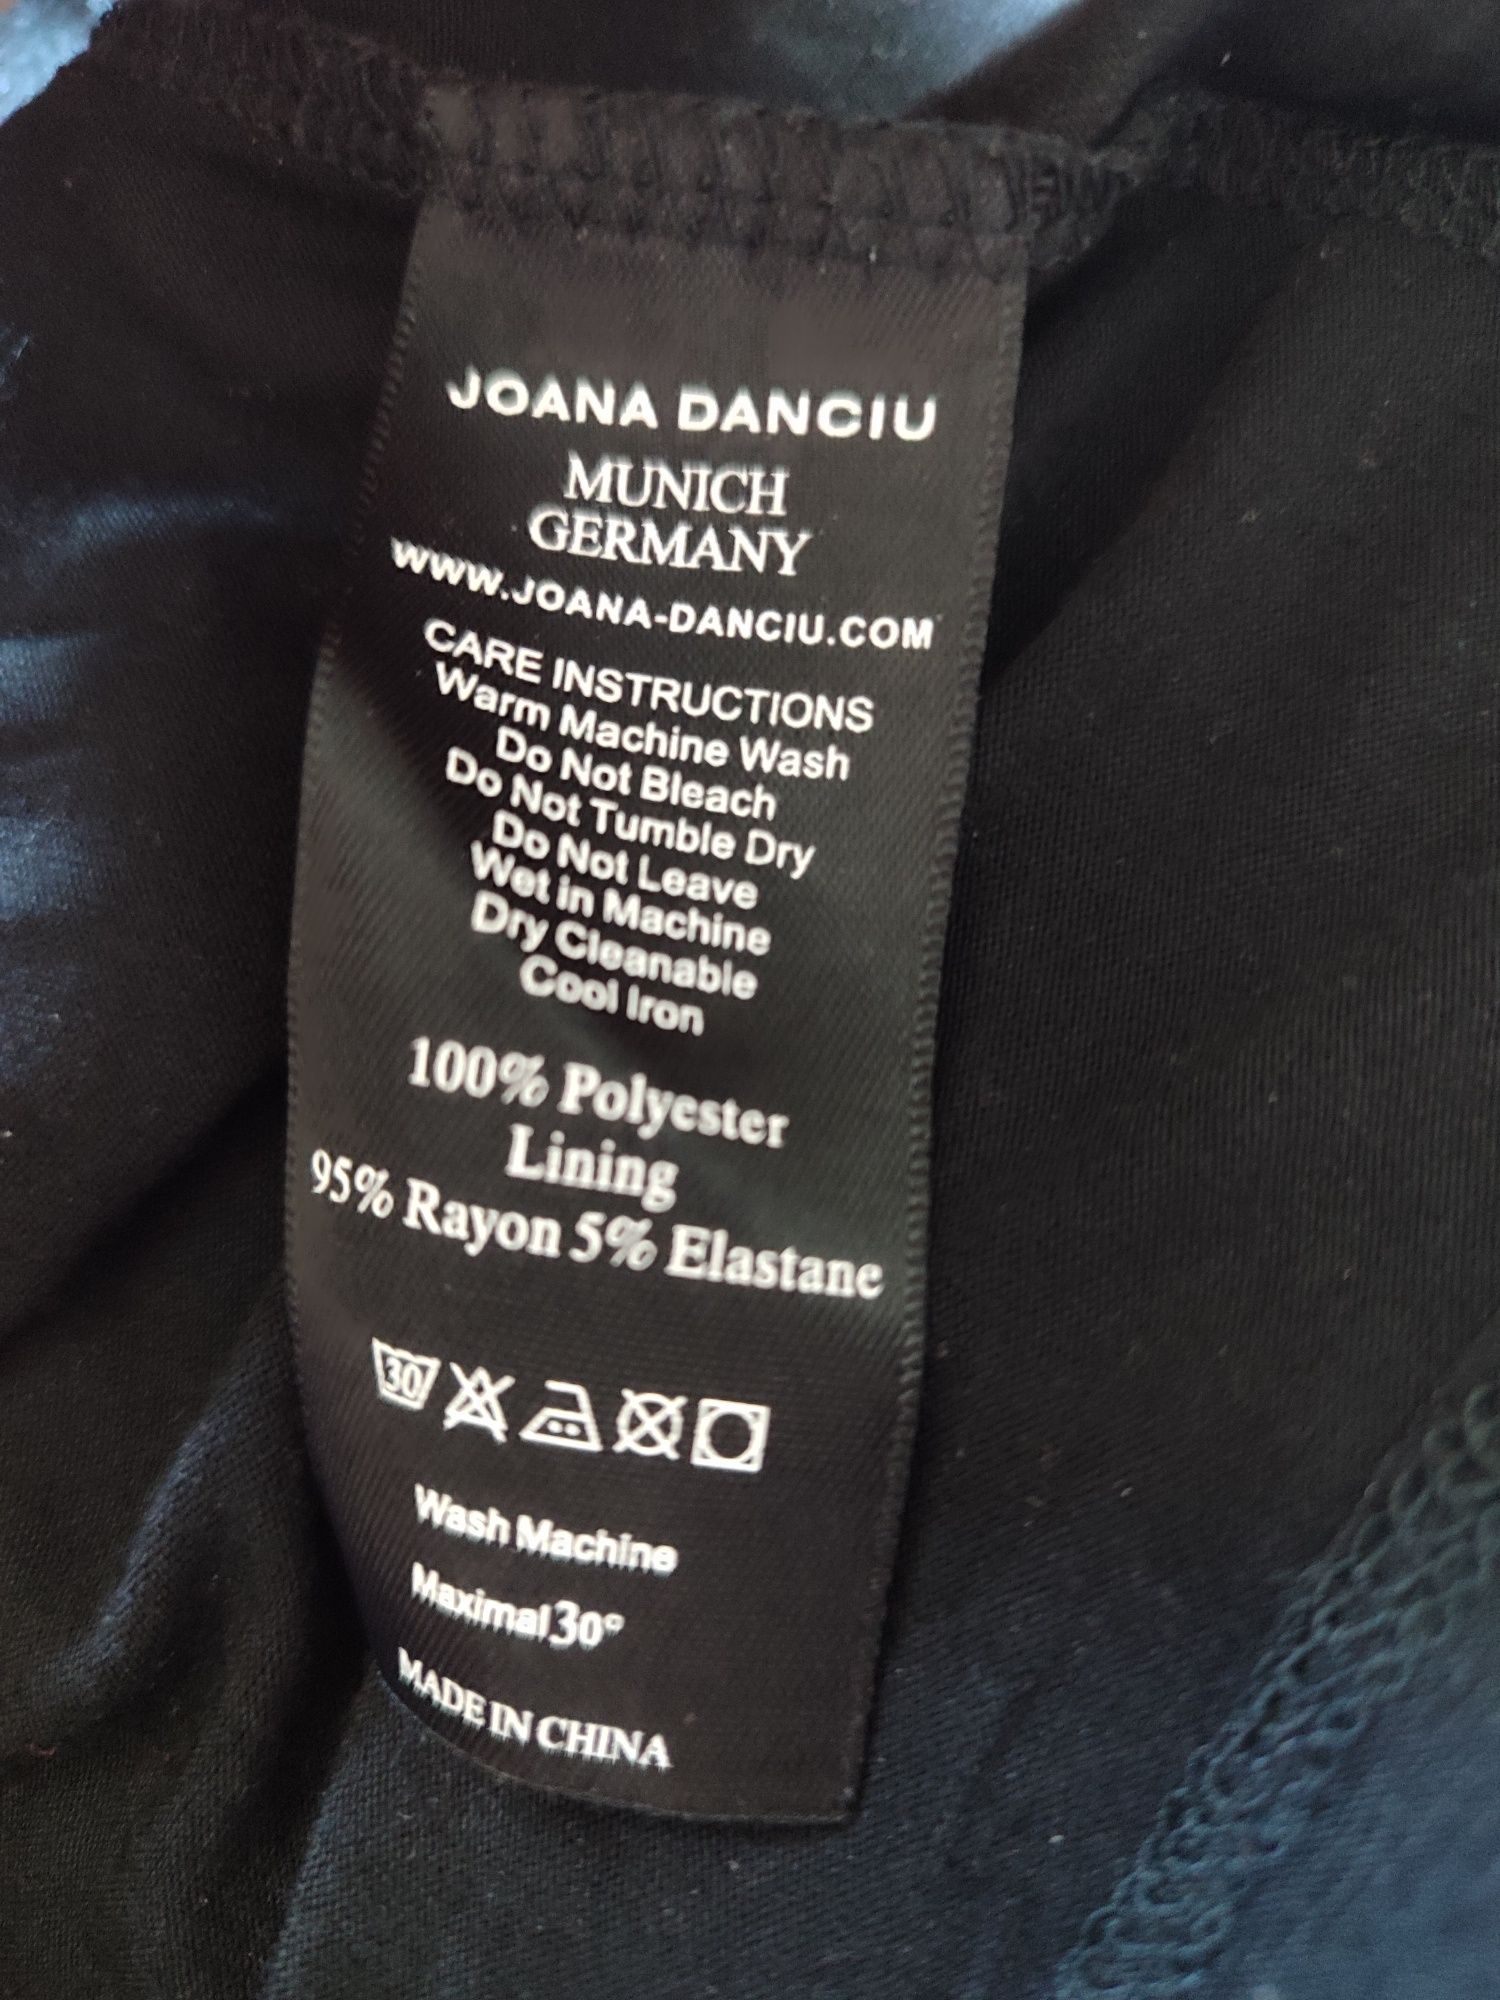 JOANA DANCIU
MUNICH
GERMANY
WWW.JOANA-DANCIU.COM
CARE INSTRUCTIONS
Warm Machine Wash
Do Not Bleach
Do Not Tumble Dry
Do Not Leave
Wet in Machine
Dry Cleanable
Cool Iron
100% Polyester
Lining
95% Rayon 5% Elastane
30
Wash Machine
Maximal 30°
MADE IN CHINA